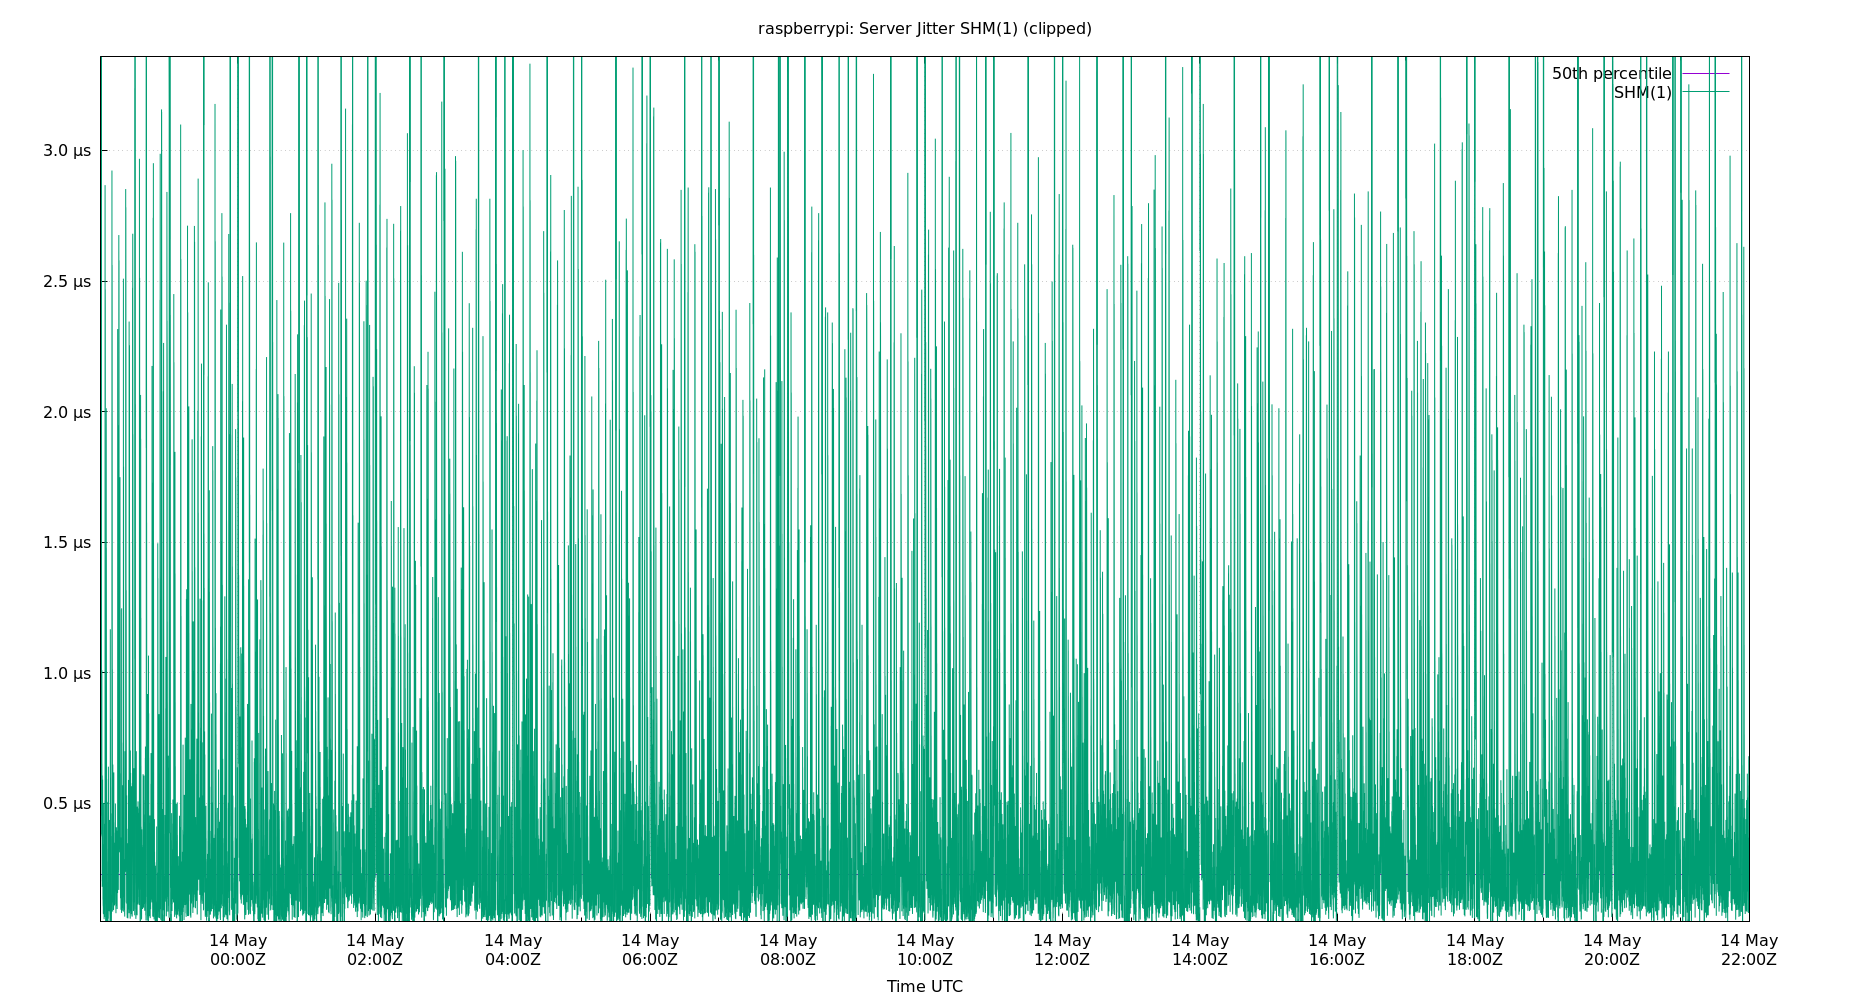 raspberrypi: Server Jitter SHM(1) (clipped)
50th percentile
SHM(1)
3.0 µs
2.5 µs
2.0 µs
1.5 µs
1.0 µs
0.5 µs
14 May 14 May 14 May 14 May 14 May 14 May 14 May 14 May 14 May 14 May 14 May 14 May
00:00Z 02:00Z 04:00Z 06:00Z 08:00Z 10:00Z 12:00Z 14:00Z 16:00Z 18:00Z 20:00Z 22:00Z
Time UTC